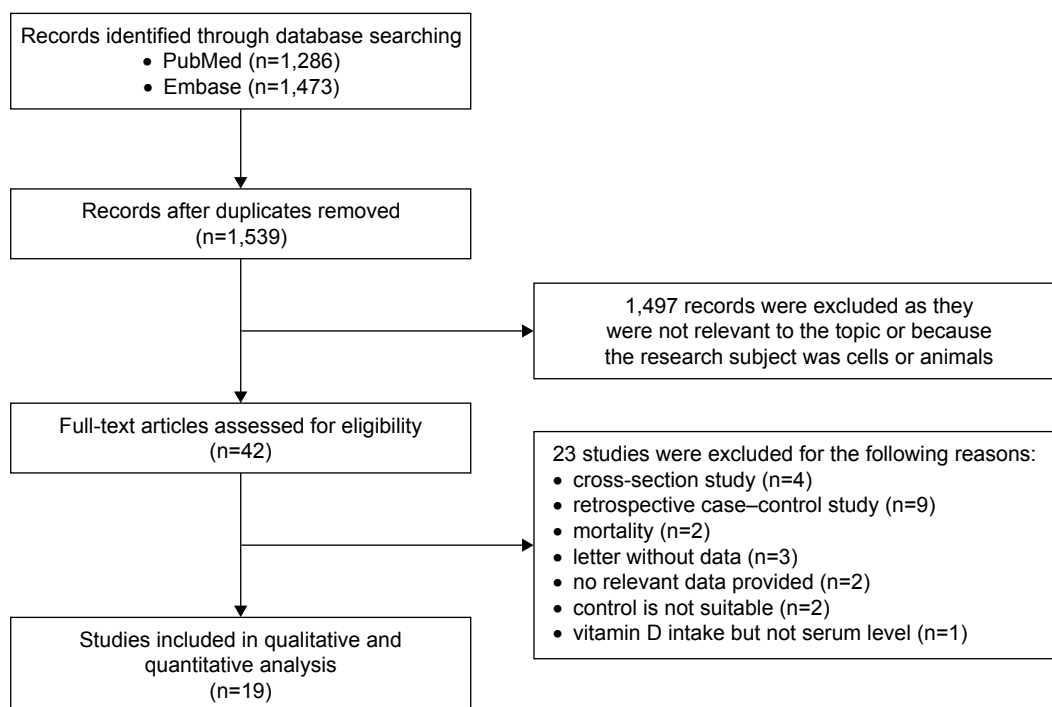 Records identified through database searching
• PubMed (n=1,286)
• Embase (n=1,473)
Records after duplicates removed
(n=1,539)
1,497 records were excluded as they
were not relevant to the topic or because
the research subject was cells or animals
Full-text articles assessed for eligibility
(n=42)
23 studies were excluded for the following reasons:
• cross-section study (n=4)
• retrospective case–control study (n=9)
• mortality (n=2)
• letter without data (n=3)
• no relevant data provided (n=2)
• control is not suitable (n=2)
• vitamin D intake but not serum level (n=1)
Studies included in qualitative and
quantitative analysis
(n=19)